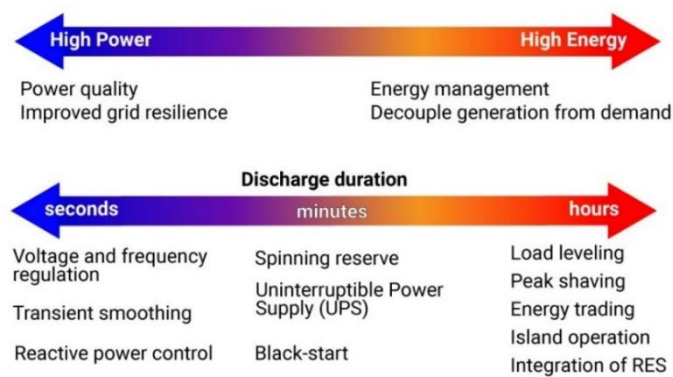 High Power
High Energy
Power quality
Improved grid resilience
Energy management
Decouple generation from demand
Discharge duration
seconds
minutes
hours
Voltage and frequency
regulation
Transient smoothing
Reactive power control
Spinning reserve
Uninterruptible Power
Supply (UPS)
Black-start
Load leveling
Peak shaving
Energy trading
Island operation
Integration of RES